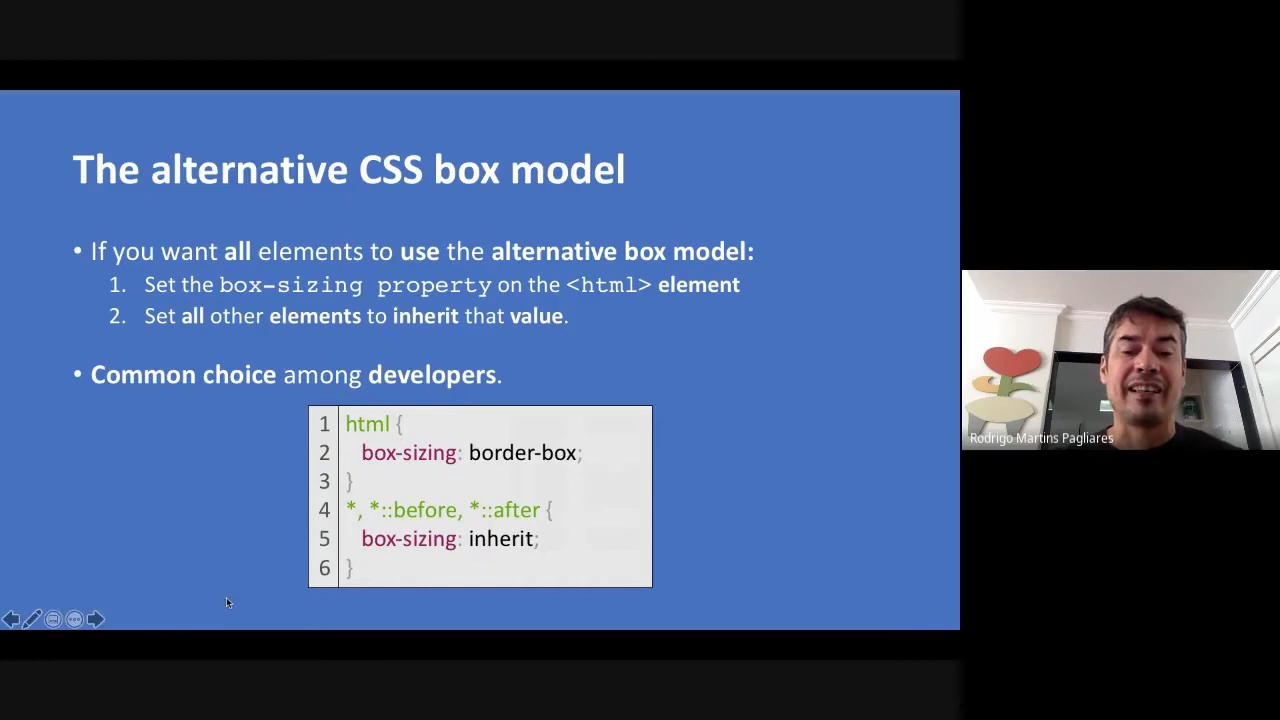 The alternative CSS box model
• If you want all elements to use the alternative box model:
1. Set the box-sizing property on the <html> element
2. Set all other elements to inherit that value.
• Common choice among developers.
1 html {
2 box-sizing: border-box;
3 }
4 *, *::before, *::after {
5 box-sizing: inherit;
6 }
Rodrigo Martins Pagliares